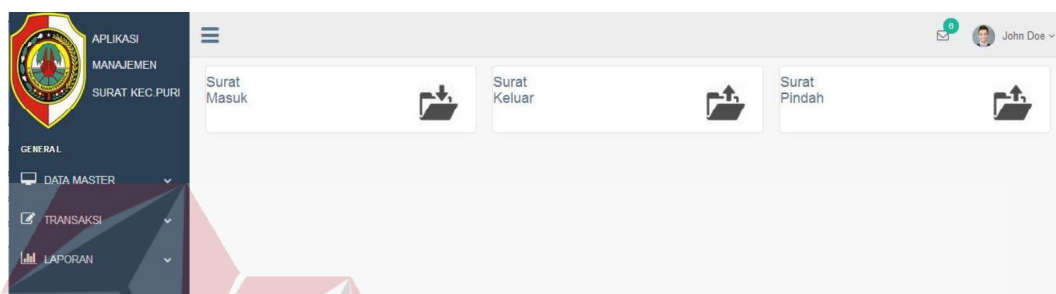 APLIKASI
MANAJEMEN
SURAT KEC.PURI
6
John Doe
Surat
Masuk
Surat
Keluar
Surat
Pindah
GENERAL
DATA MASTER
TRANSAKSI
LAPORAN